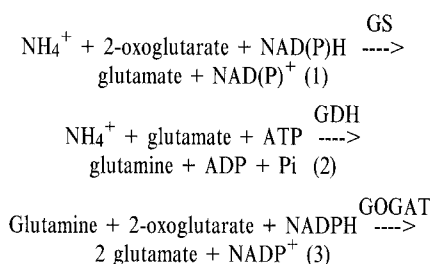 GS
NH4+ + 2-oxoglutarate + NAD(P)H ---->
glutamate + NAD(P)+ (1)
GDH
NH4+ + glutamate + ATP ---->
glutamine + ADP + Pi (2)
GOGAT
Glutamine + 2-oxoglutarate + NADPH ---->
2 glutamate + NADP+ (3)